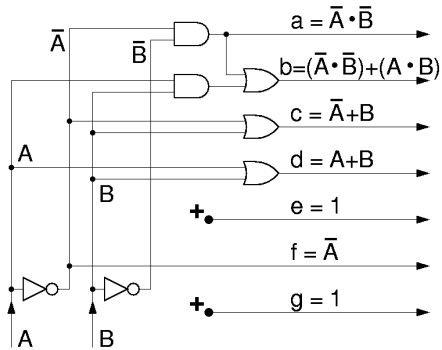 A̅
B̅
a = A̅•B̅
b=(A̅•B̅)+(A•B)
c = A̅+B
A
d = A+B
B
+
e = 1
f = A̅
+
g = 1
A
B